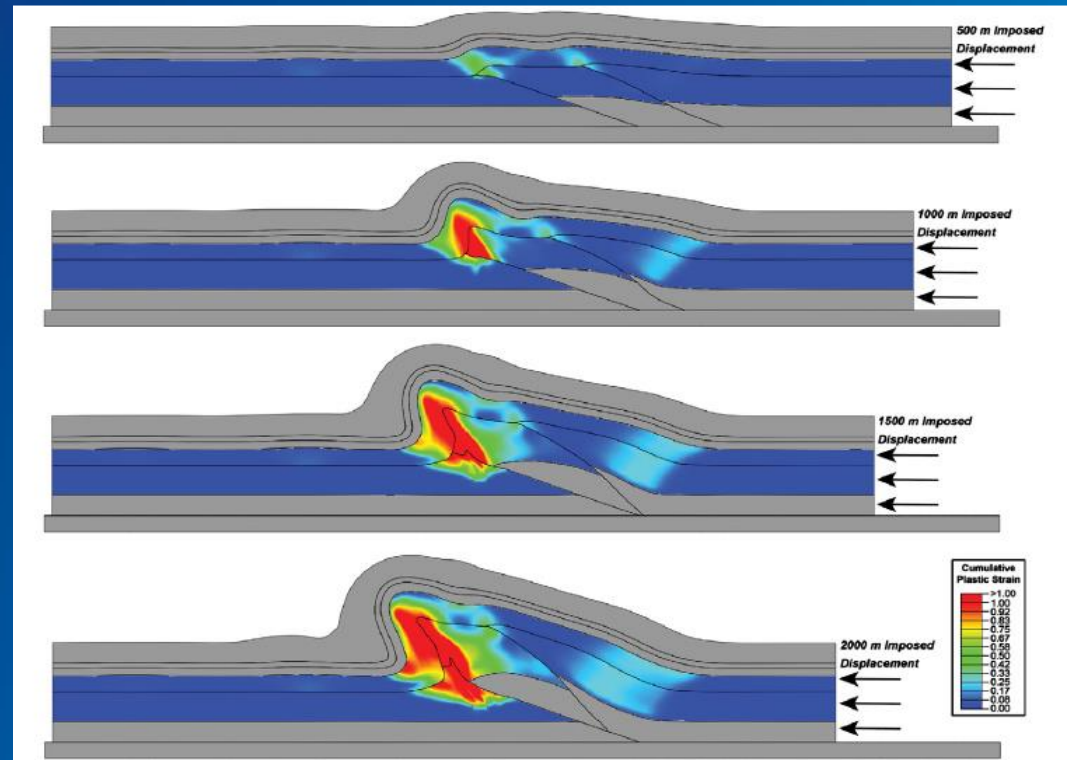 500 m Imposed
Displacement
1000 m Imposed
Displacement
1500 m Imposed
Displacement
2000 m Imposed
Displacement
Cumulative
Plastic Strain
>1.00
1.00
0.92
0.83
0.75
0.67
0.58
0.50
0.42
0.33
0.25
0.17
0.08
0.00